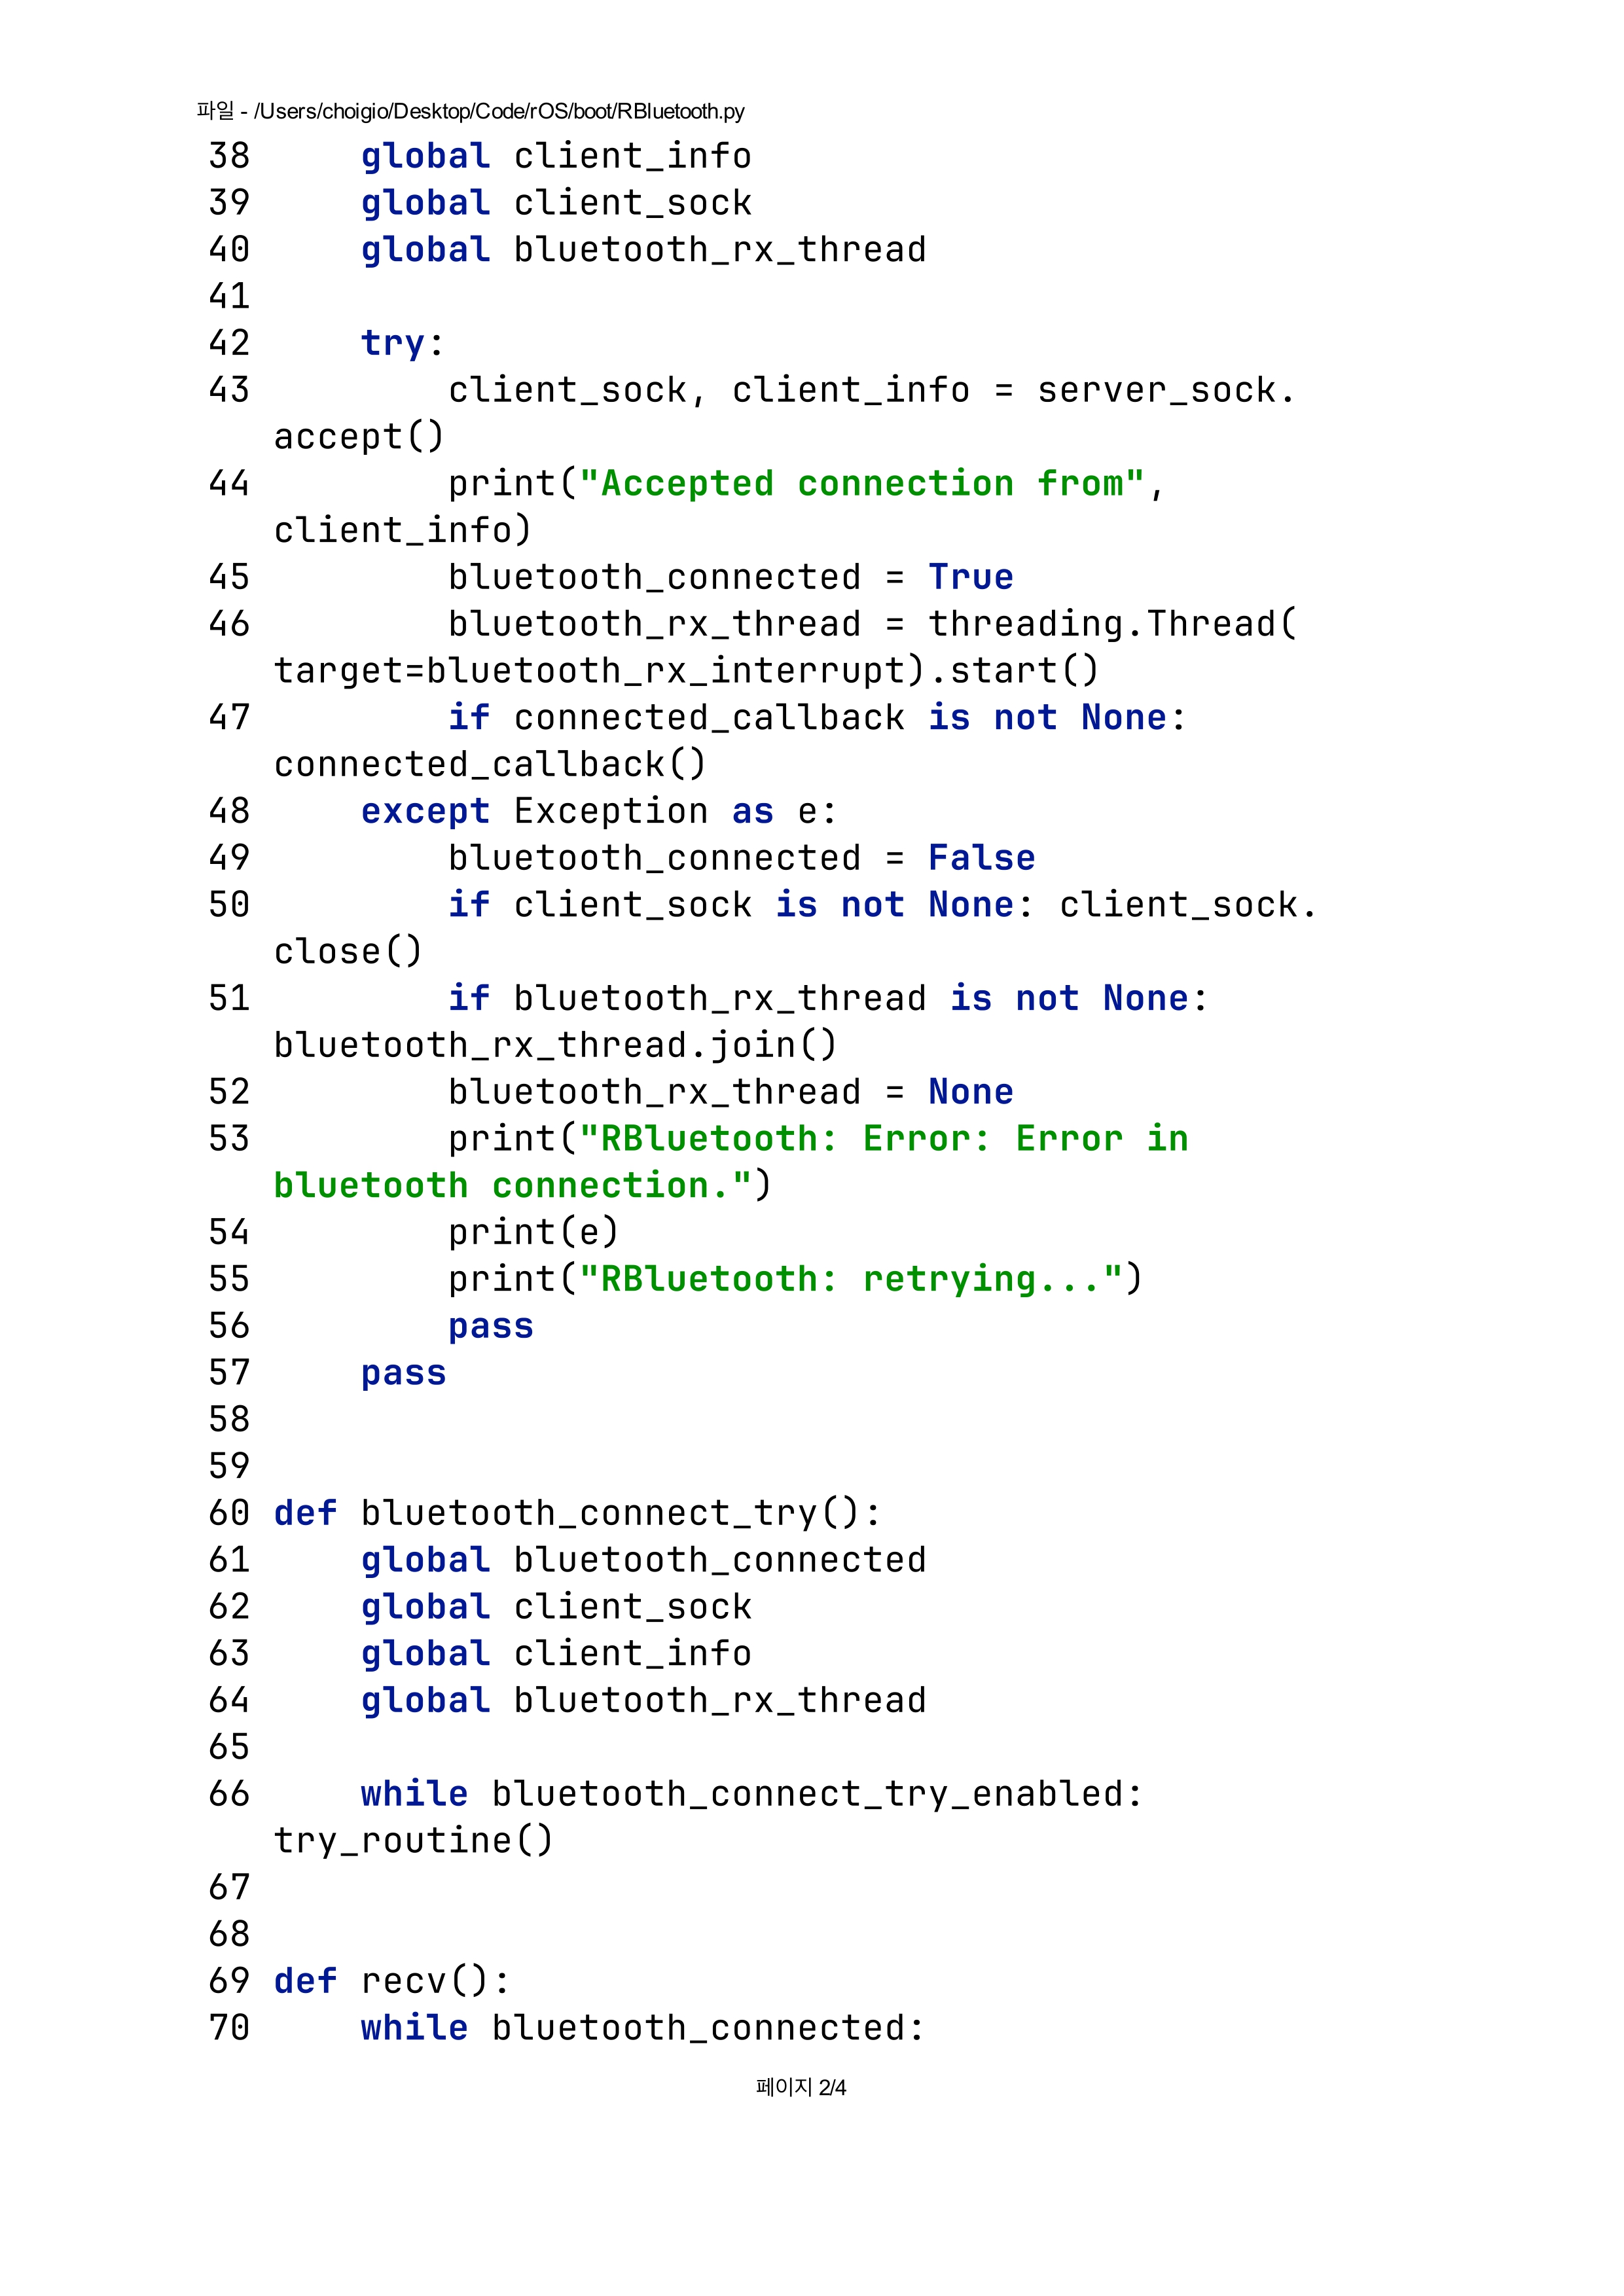 파일 - /Users/choigio/Desktop/Code/rOS/boot/RBluetooth.py
38     global client_info
39     global client_sock
40     global bluetooth_rx_thread
41
42     try:
43         client_sock, client_info = server_sock.
   accept()
44         print("Accepted connection from",
   client_info)
45         bluetooth_connected = True
46         bluetooth_rx_thread = threading.Thread(
   target=bluetooth_rx_interrupt).start()
47         if connected_callback is not None:
   connected_callback()
48     except Exception as e:
49         bluetooth_connected = False
50         if client_sock is not None: client_sock.
   close()
51         if bluetooth_rx_thread is not None:
   bluetooth_rx_thread.join()
52         bluetooth_rx_thread = None
53         print("RBluetooth: Error: Error in
   bluetooth connection.")
54         print(e)
55         print("RBluetooth: retrying...")
56         pass
57     pass
58
59
60 def bluetooth_connect_try():
61     global bluetooth_connected
62     global client_sock
63     global client_info
64     global bluetooth_rx_thread
65
66     while bluetooth_connect_try_enabled:
   try_routine()
67
68
69 def recv():
70     while bluetooth_connected:
페이지 2/4